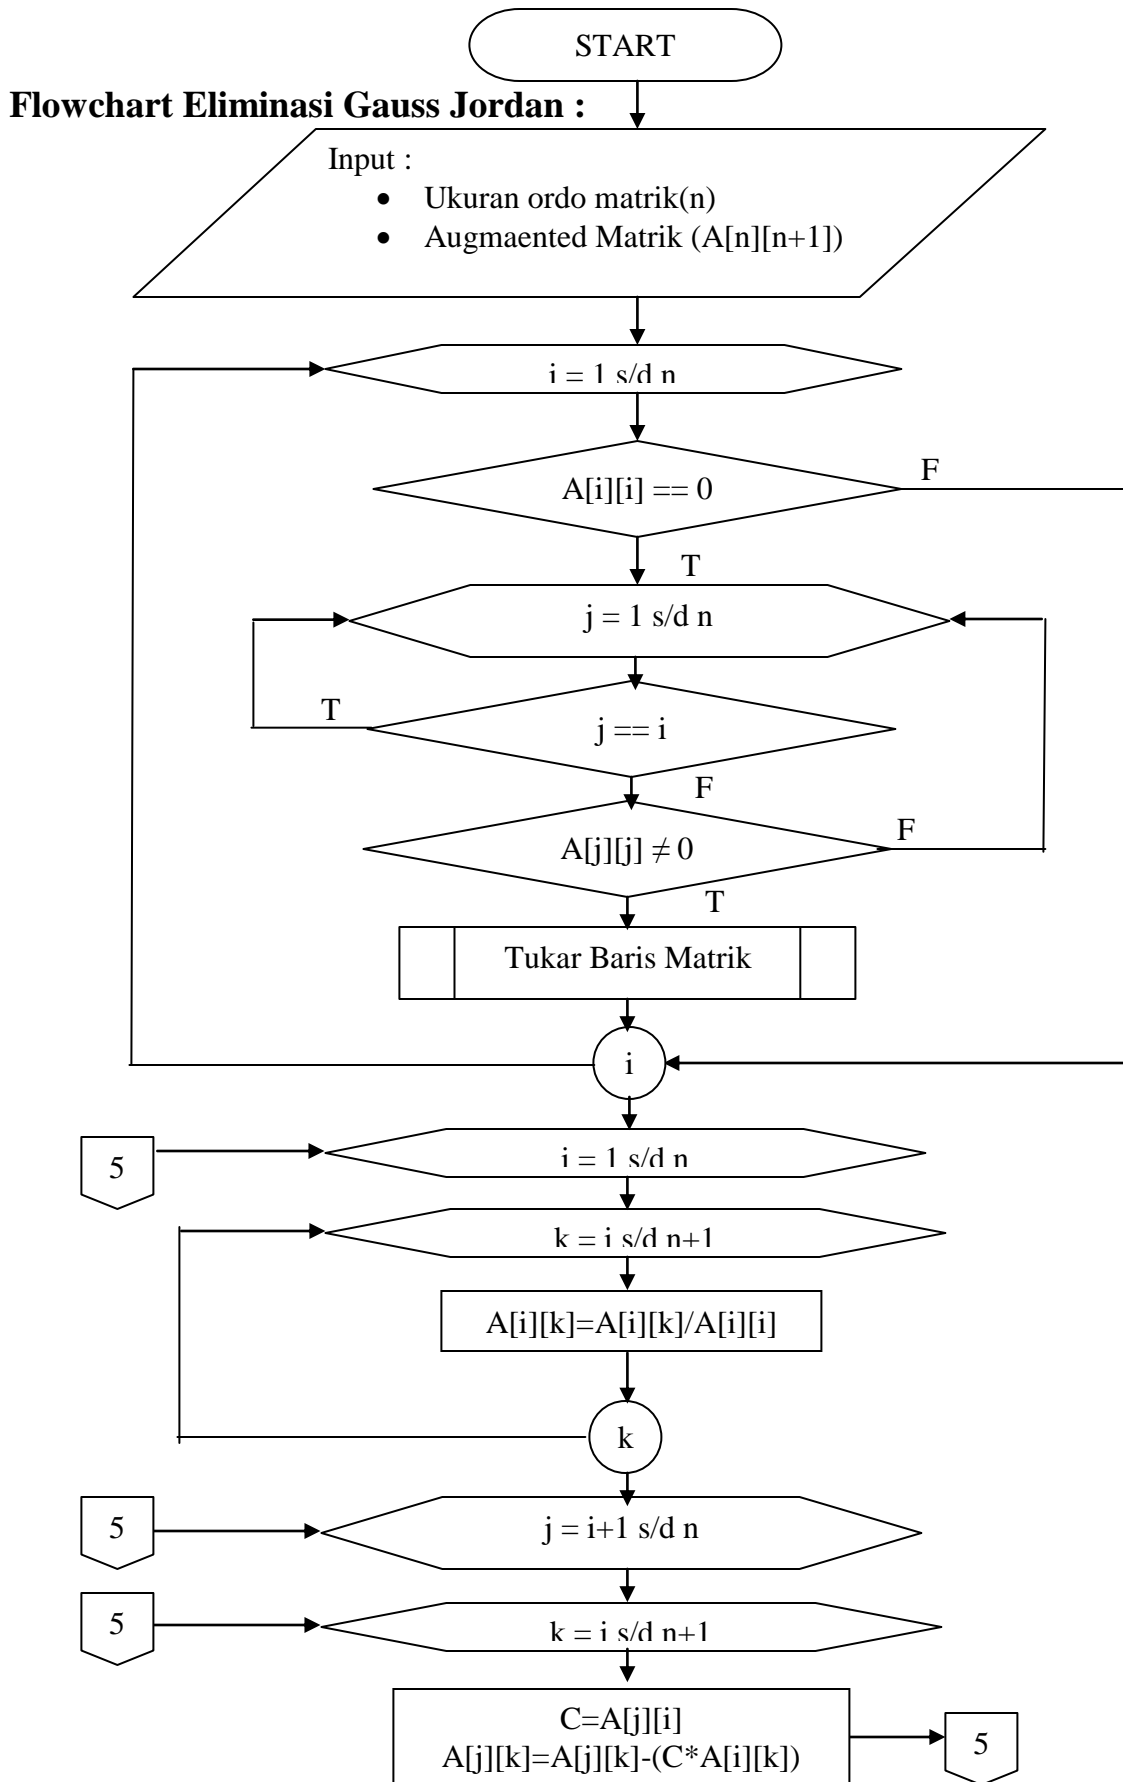 START
Flowchart Eliminasi Gauss Jordan :
Input :
• Ukuran ordo matrik(n)
• Augmaented Matrik (A[n][n+1])
i = 1 s/d n
A[i][i] == 0
F
T
j = 1 s/d n
T
j == i
F
A[j][j] ≠ 0
F
T
Tukar Baris Matrik
i
5
i = 1 s/d n
k = i s/d n+1
A[i][k]=A[i][k]/A[i][i]
k
5
j = i+1 s/d n
5
k = i s/d n+1
C=A[j][i]
A[j][k]=A[j][k]-(C*A[i][k])
5